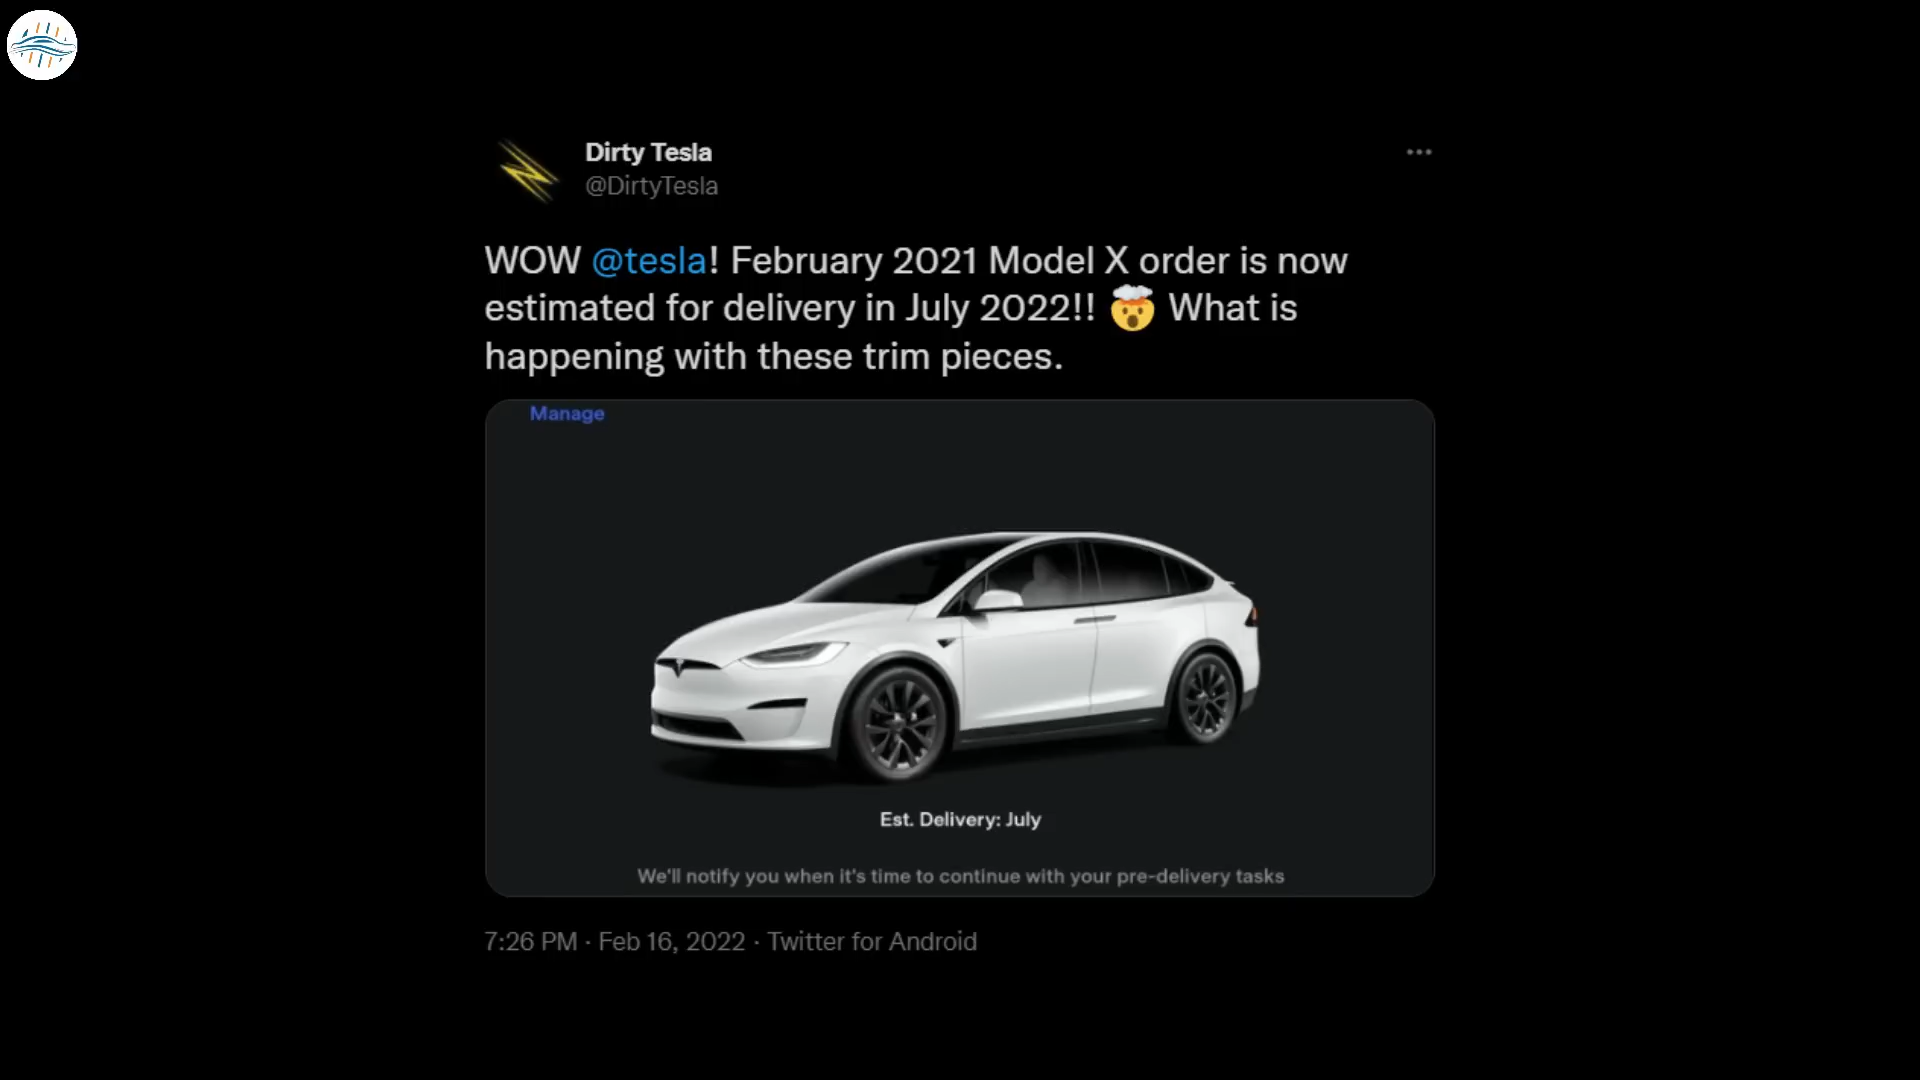 Dirty Tesla
@DirtyTesla
WOW @tesla! February 2021 Model X order is now
estimated for delivery in July 2022!! 🤯 What is
happening with these trim pieces.
Manage
Est. Delivery: July
We'll notify you when it's time to continue with your pre-delivery tasks
7:26 PM · Feb 16, 2022 · Twitter for Android